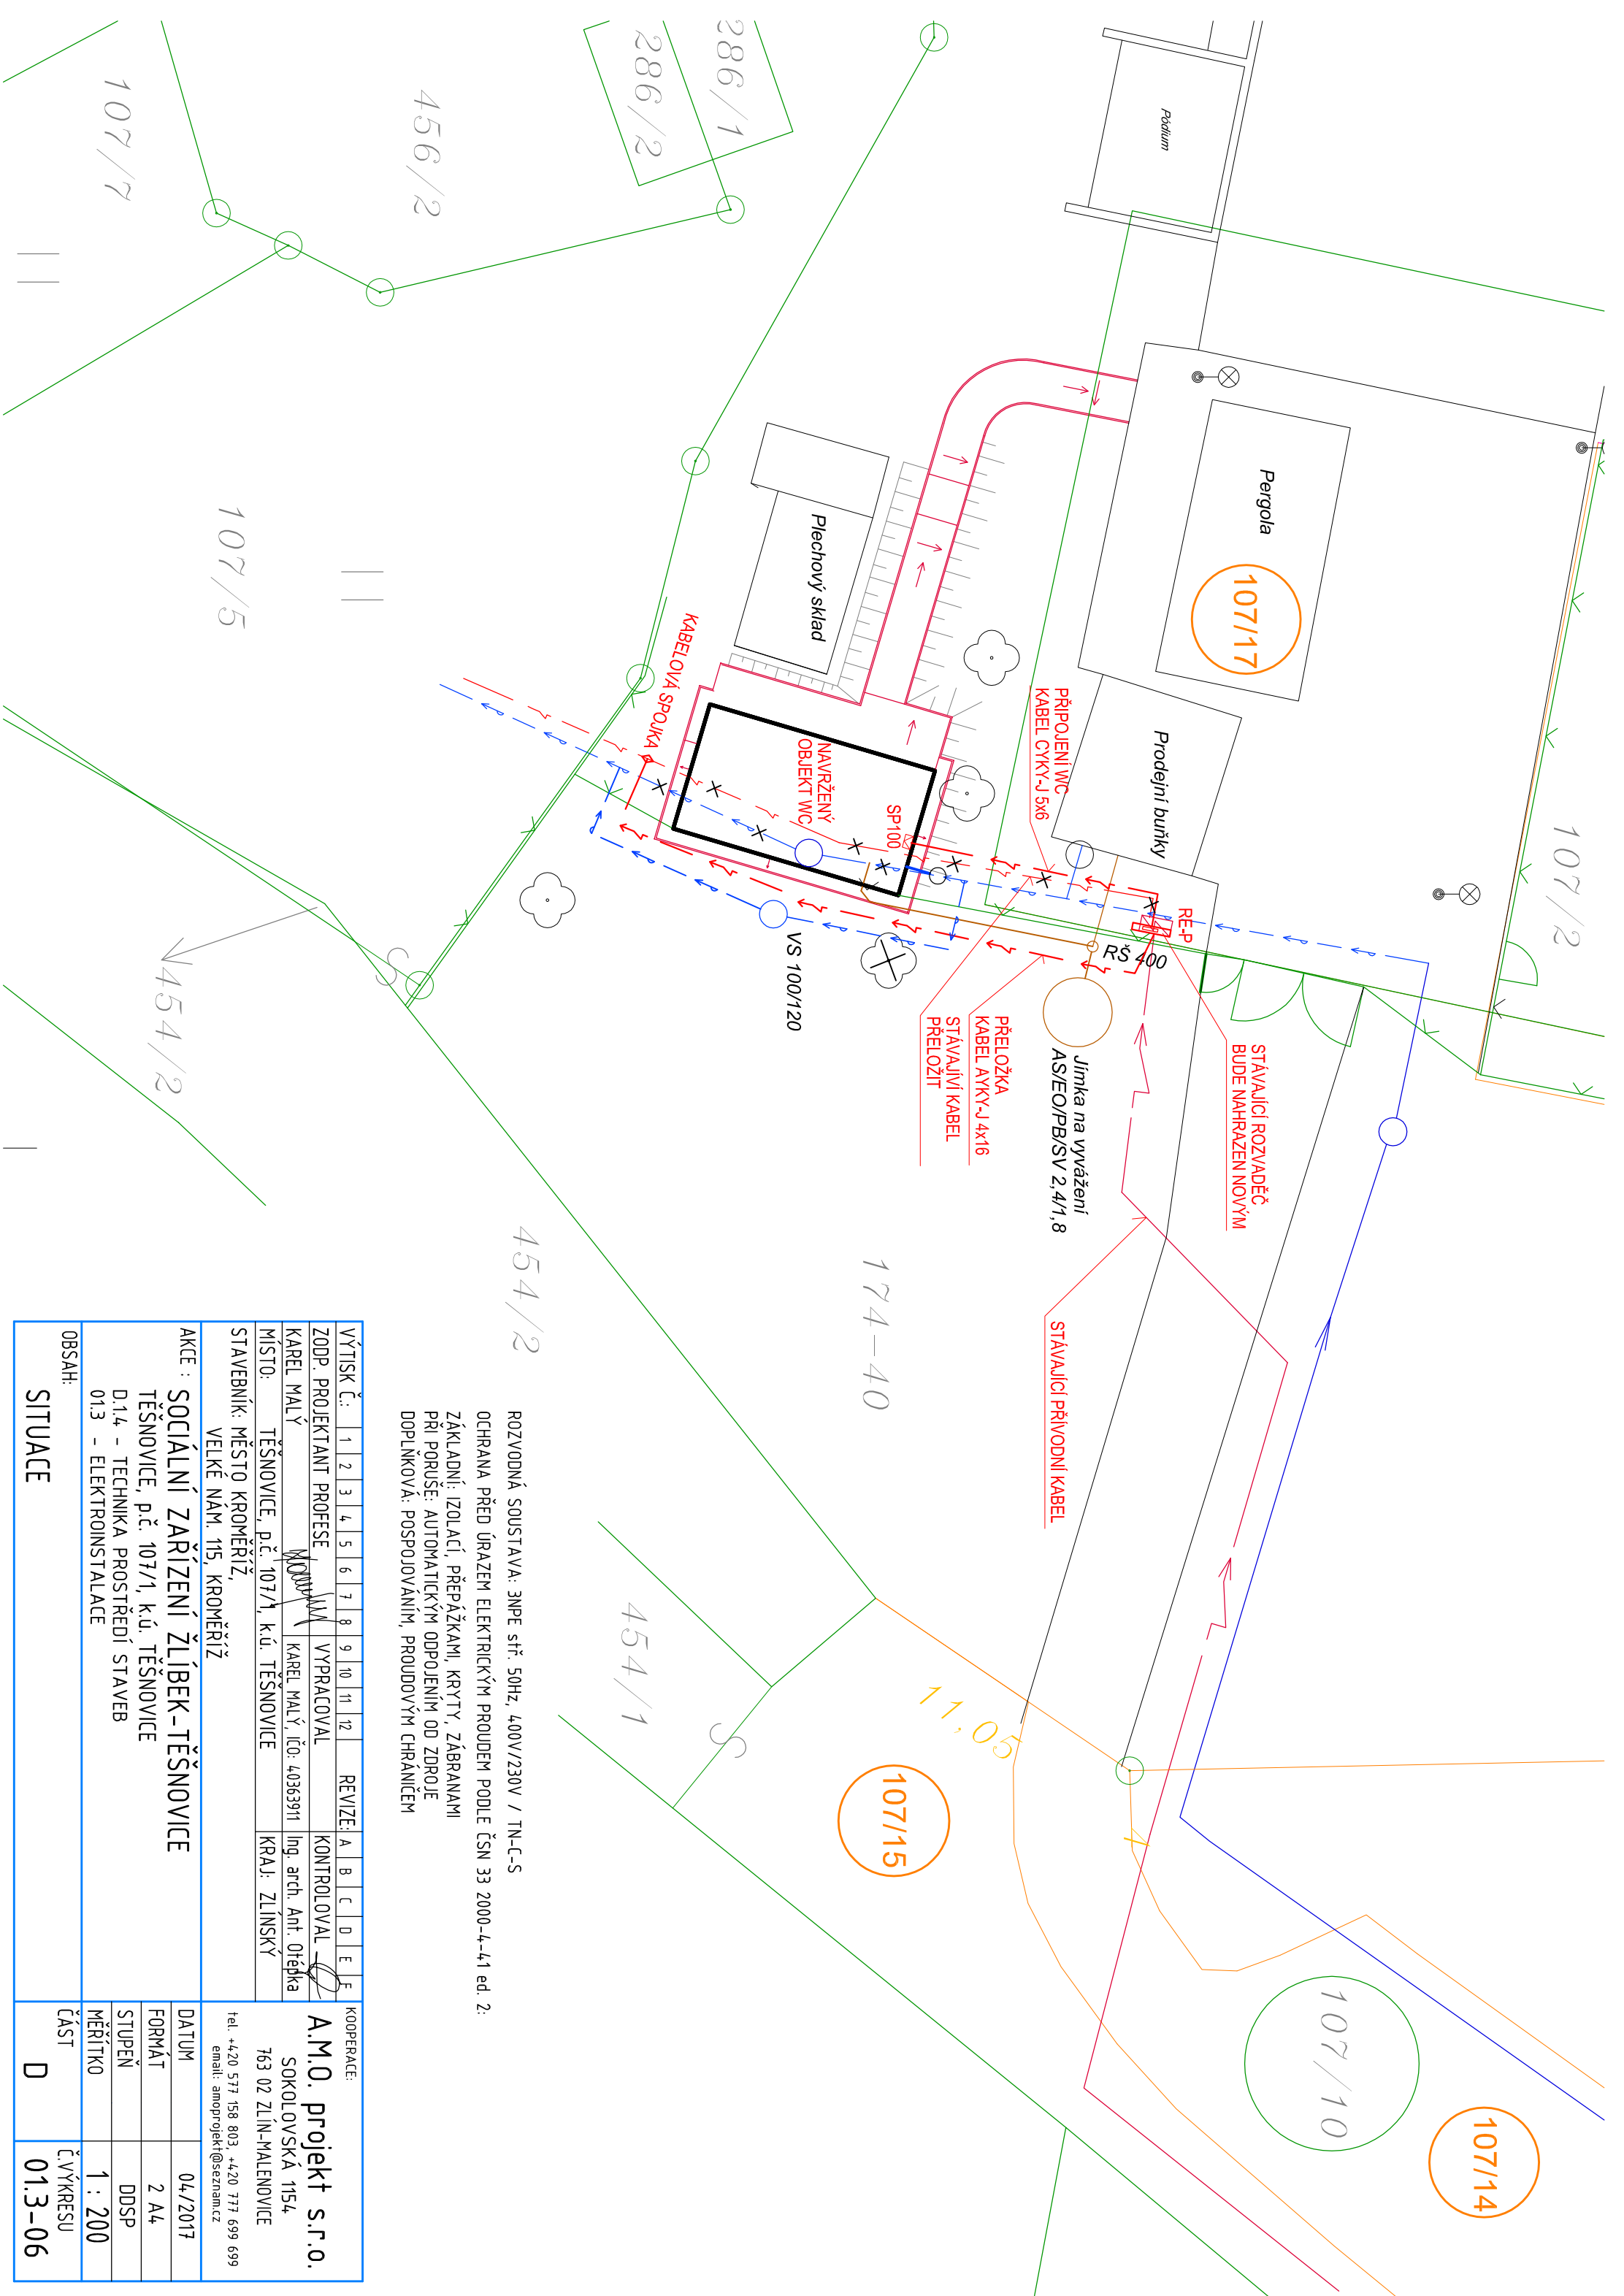 Pódium
Pergola
107/17
107/2
Prodejní buňky
Plechový sklad
286/1
286/2
456/2
107/7
107/5
KABELOVÁ SPOJKA
NAVRŽENÝ
OBJEKT WC
SP100
PŘIPOJENÍ WC
KABEL CYKY-J 5x6
RE-P
RŠ 400
VS 100/120
STÁVAJÍCÍ ROZVADĚČ
BUDE NAHRAZEN NOVÝM
Jímka na vyvážení
AS/EO/PB/SV 2,4/1,8
PŘELOŽKA
KABEL AYKY-J 4x16
STÁVAJÍVÍ KABEL
PŘELOŽIT
STÁVAJÍCÍ PŘÍVODNÍ KABEL
454/2
454/2
174-40
454/1
11,05
107/15
107/10
107/14
ROZVODNÁ SOUSTAVA: 3NPE stř. 50Hz, 400V/230V / TN-C-S
OCHRANA PŘED ÚRAZEM ELEKTRICKÝM PROUDEM PODLE ČSN 33 2000-4-41 ed. 2:
ZÁKLADNÍ: IZOLACÍ, PŘEPÁŽKAMI, KRYTY, ZÁBRANAMI
PŘI PORUŠE: AUTOMATICKÝM ODPOJENÍM OD ZDROJE
DOPLŇKOVÁ: POSPOJOVÁNÍM, PROUDOVÝM CHRÁNIČEM
VÝTISK Č.: 1 2 3 4 5 6 7 8 9 10 11 12 REVIZE: A B C D E F
ZODP. PROJEKTANT PROFESE VYPRACOVAL KONTROLOVAL
KAREL MALÝ KAREL MALÝ, IČO: 40363911 Ing. arch. Ant. Otépka
MÍSTO: TĚŠNOVICE, p.č. 107/1, k.ú. TĚŠNOVICE KRAJ: ZLÍNSKÝ
STAVEBNÍK: MĚSTO KROMĚŘÍŽ,
VELKÉ NÁM. 115, KROMĚŘÍŽ
AKCE : SOCIÁLNÍ ZAŘÍZENÍ ŽLÍBEK-TĚŠNOVICE
TĚŠNOVICE, p.č. 107/1, k.ú. TĚŠNOVICE
D.1.4 - TECHNIKA PROSTŘEDÍ STAVEB
01.3 - ELEKTROINSTALACE
OBSAH:
SITUACE
KOOPERACE:
A.M.O. projekt s.r.o.
SOKOLOVSKÁ 1154
763 02 ZLÍN-MALENOVICE
tel. +420 577 158 803, +420 777 699 699
email: amoprojekt@seznam.cz
DATUM 04/2017
FORMÁT 2 A4
STUPEŇ DDSP
MĚŘÍTKO 1 : 200
ČÁST Č.VÝKRESU
D 01.3-06